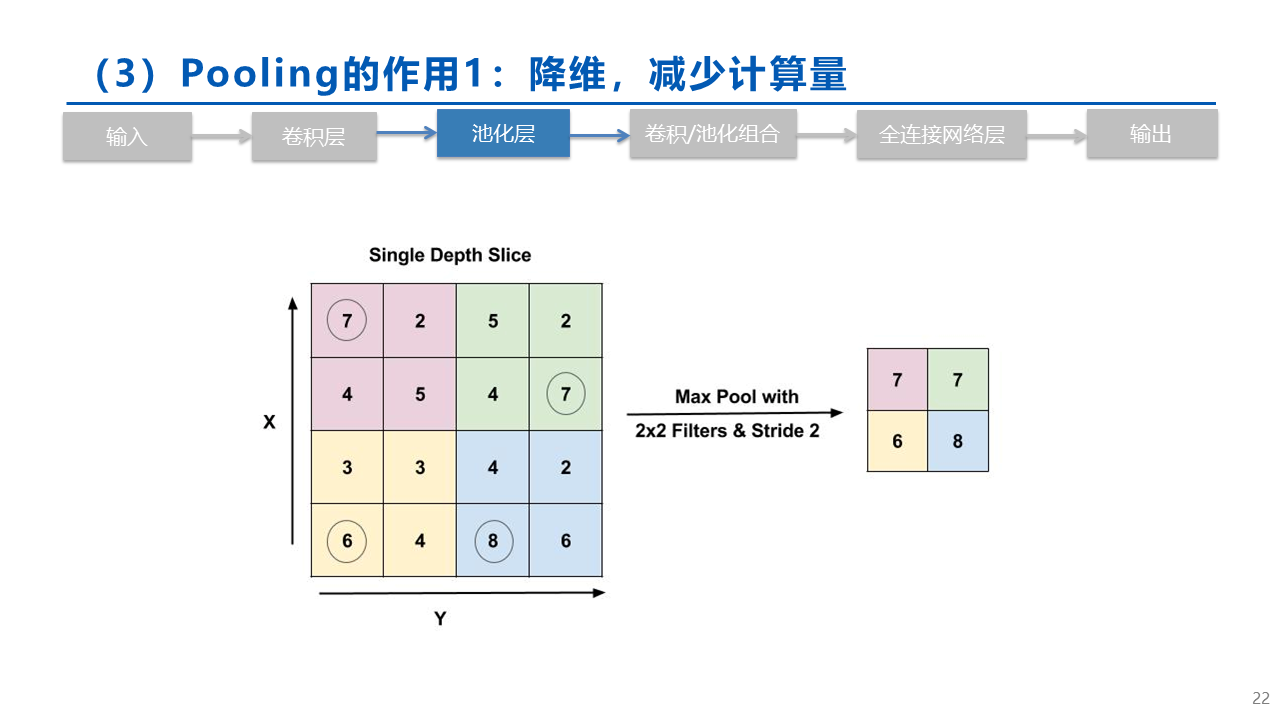 （3）Pooling的作用1：降维，减少计算量
输入 卷积层 池化层 卷积/池化组合 全连接网络层 输出
Single Depth Slice
7 2 5 2
4 5 4 7
3 3 4 2
6 4 8 6
X
Y
Max Pool with
2x2 Filters & Stride 2
7 7
6 8
22